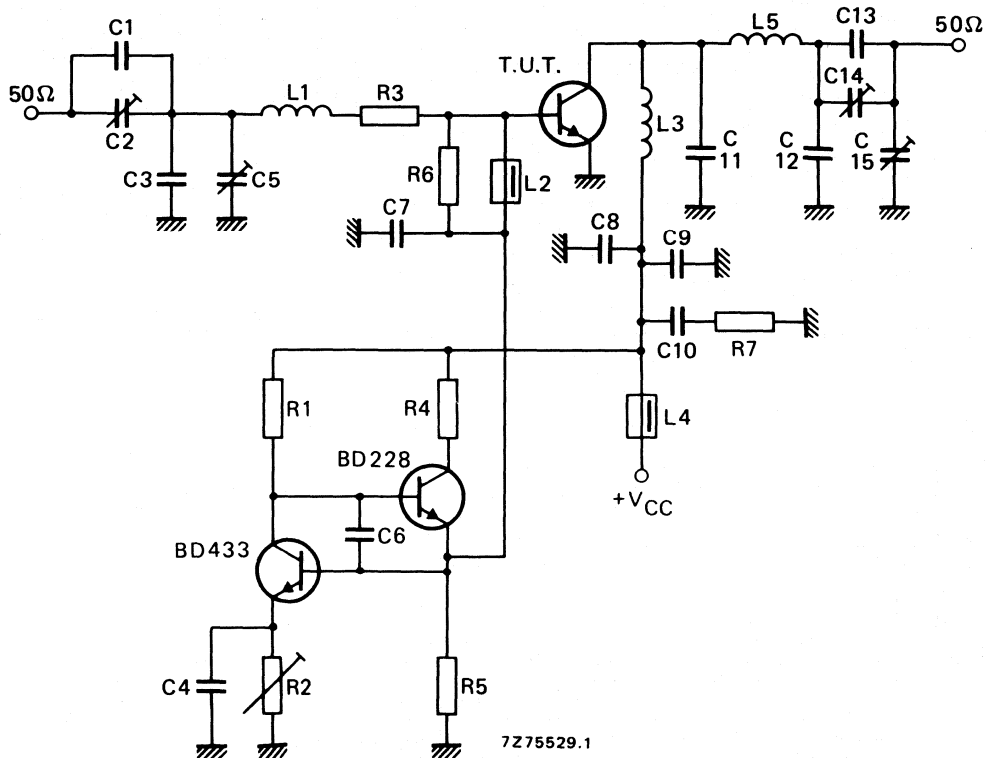 C1
L5
C13
50Ω
T.U.T.
C14
50Ω
L1
R3
C2
L3
C
11
C
12
C
15
C3
C5
R6
L2
C7
C8
C9
C10
R7
R1
R4
L4
BD228
+VCC
C6
BD433
C4
R2
R5
7Z75529.1